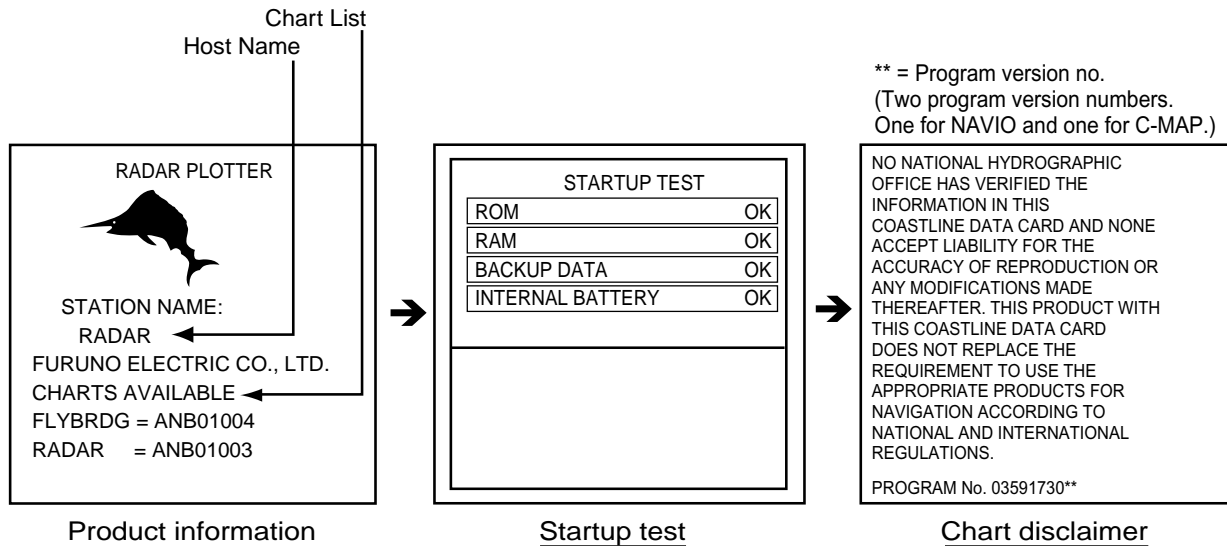 Chart List
Host Name
** = Program version no.
(Two program version numbers.
One for NAVIO and one for C-MAP.)
RADAR PLOTTER
STATION NAME:
RADAR
FURUNO ELECTRIC CO., LTD.
CHARTS AVAILABLE
FLYBRDG = ANB01004
RADAR = ANB01003
Product information
STARTUP TEST
ROM OK
RAM OK
BACKUP DATA OK
INTERNAL BATTERY OK
Startup test
NO NATIONAL HYDROGRAPHIC
OFFICE HAS VERIFIED THE
INFORMATION IN THIS
COASTLINE DATA CARD AND NONE
ACCEPT LIABILITY FOR THE
ACCURACY OF REPRODUCTION OR
ANY MODIFICATIONS MADE
THEREAFTER. THIS PRODUCT WITH
THIS COASTLINE DATA CARD
DOES NOT REPLACE THE
REQUIREMENT TO USE THE
APPROPRIATE PRODUCTS FOR
NAVIGATION ACCORDING TO
NATIONAL AND INTERNATIONAL
REGULATIONS.
PROGRAM No. 03591730**
Chart disclaimer